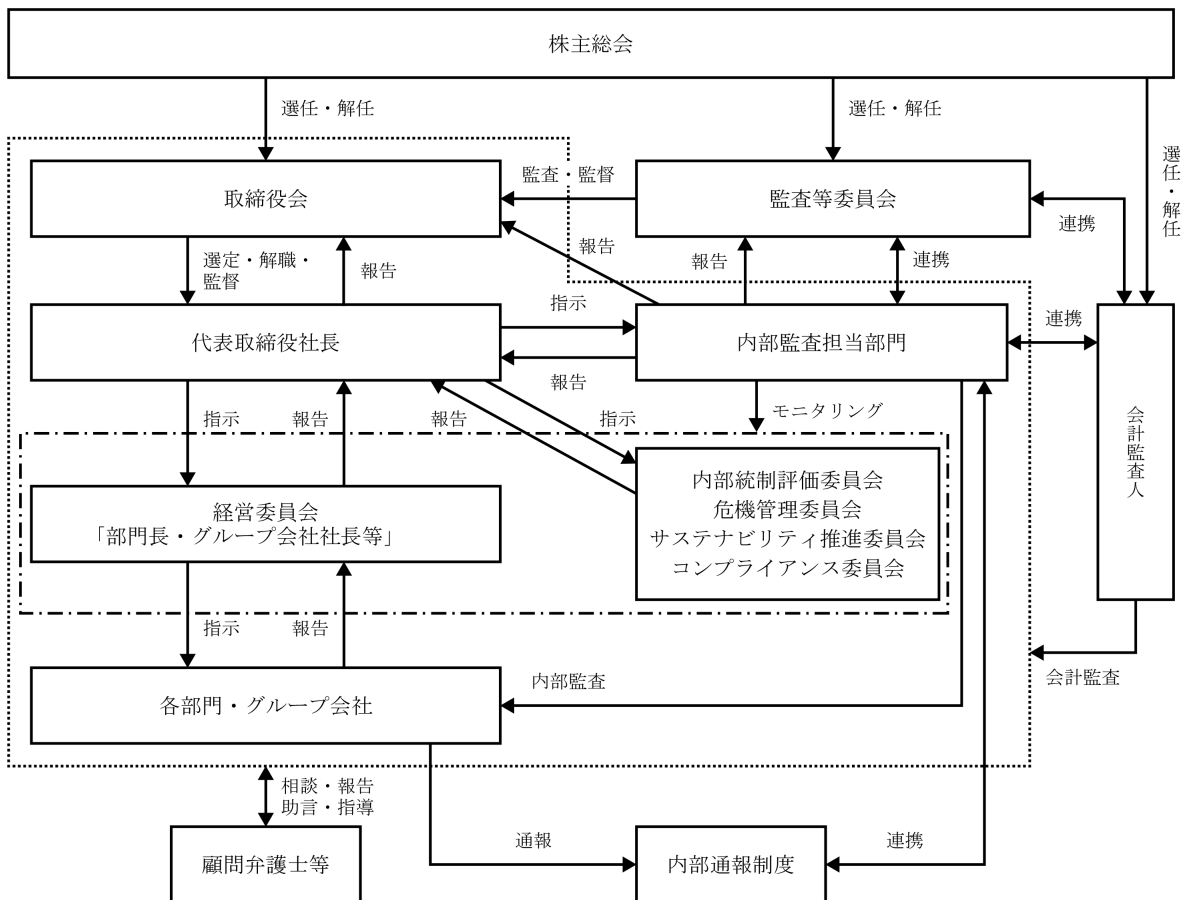 株主総会
選任・解任
選任・解任
選任・解任
取締役会
監査・監督
監査等委員会
連携
選定・解職・
監督
報告
報告
報告
連携
指示
代表取締役社長
内部監査担当部門
連携
報告
会計監査人
指示
報告
報告
指示
モニタリング
経営委員会
「部門長・グループ会社社長等」
内部統制評価委員会
危機管理委員会
サステナビリティ推進委員会
コンプライアンス委員会
指示
報告
各部門・グループ会社
内部監査
会計監査
相談・報告
助言・指導
顧問弁護士等
通報
内部通報制度
連携